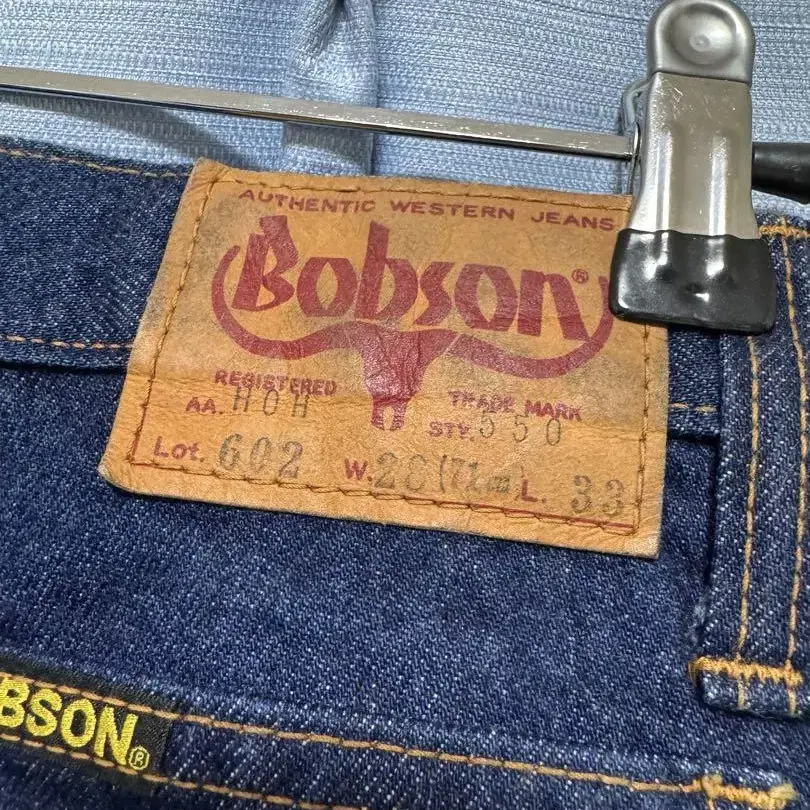 AUTHENTIC WESTERN JEANS
Bobson®
REGISTERED TRADE MARK
AA. HOH STY. 550
Lot. 602 W. 28 (71cm) L. 33
BSON®